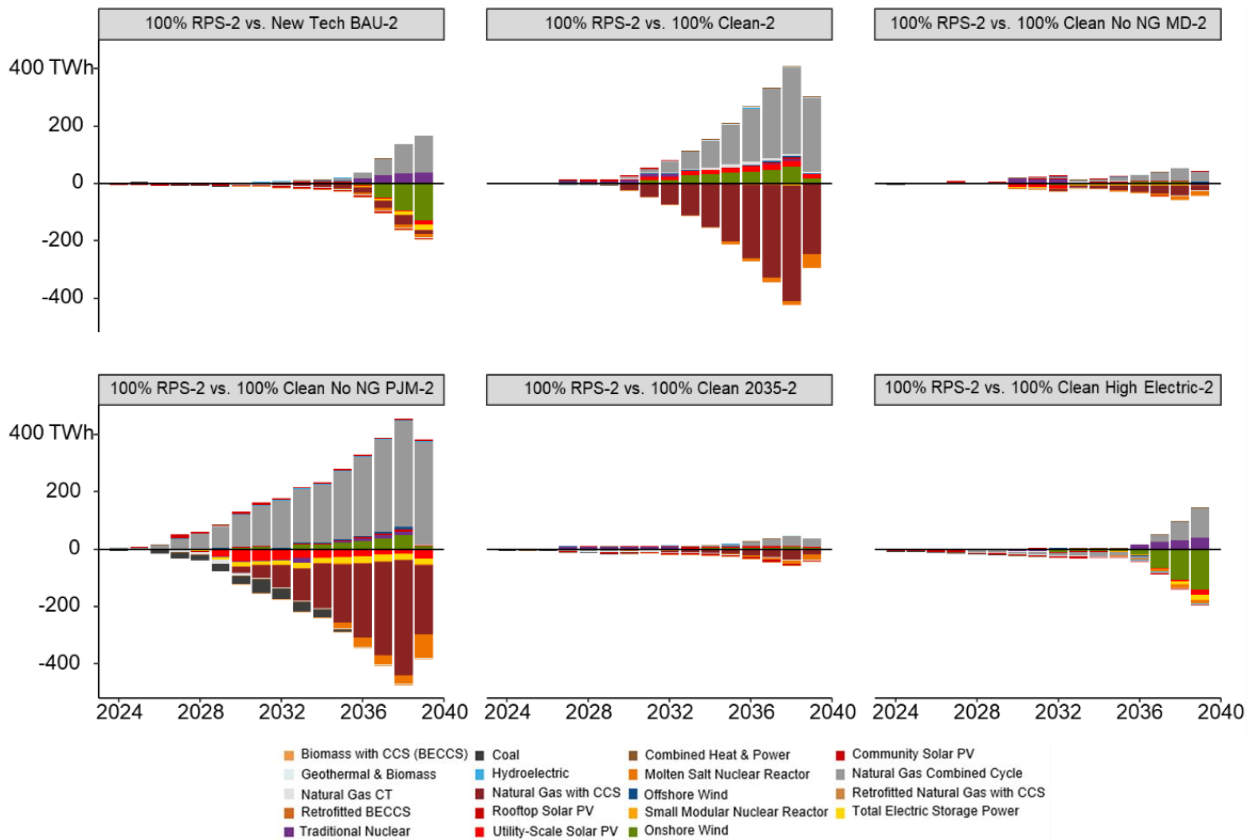 100% RPS-2 vs. New Tech BAU-2
100% RPS-2 vs. 100% Clean-2
100% RPS-2 vs. 100% Clean No NG MD-2
400 TWh
200
0
-200
-400
100% RPS-2 vs. 100% Clean No NG PJM-2
100% RPS-2 vs. 100% Clean 2035-2
100% RPS-2 vs. 100% Clean High Electric-2
400 TWh
200
0
-200
-400
2024 2028 2032 2036 2040
2024 2028 2032 2036 2040
2024 2028 2032 2036 2040
Biomass with CCS (BECCS) Coal Combined Heat & Power Community Solar PV
Geothermal & Biomass Hydroelectric Molten Salt Nuclear Reactor Natural Gas Combined Cycle
Natural Gas CT Natural Gas with CCS Offshore Wind Retrofitted Natural Gas with CCS
Retrofitted BECCS Rooftop Solar PV Small Modular Nuclear Reactor Total Electric Storage Power
Traditional Nuclear Utility-Scale Solar PV Onshore Wind